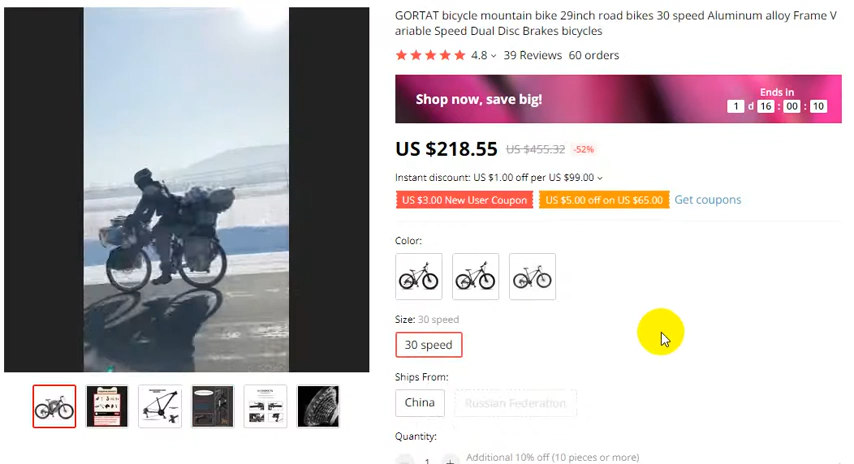 GORTAT bicycle mountain bike 29inch road bikes 30 speed Aluminum alloy Frame V
ariable Speed Dual Disc Brakes bicycles
4.8 39 Reviews 60 orders
Shop now, save big!
Ends In
1 d 16 : 00 : 10
US $218.55 US $455.32 -52%
Instant discount: US $1.00 off per US $99.00
US $3.00 New User Coupon US $5.00 off on US $65.00 Get coupons
Color:
Size: 30 speed
30 speed
Ships From:
China Russian Federation
Quantity:
1 Additional 10% off (10 pieces or more)